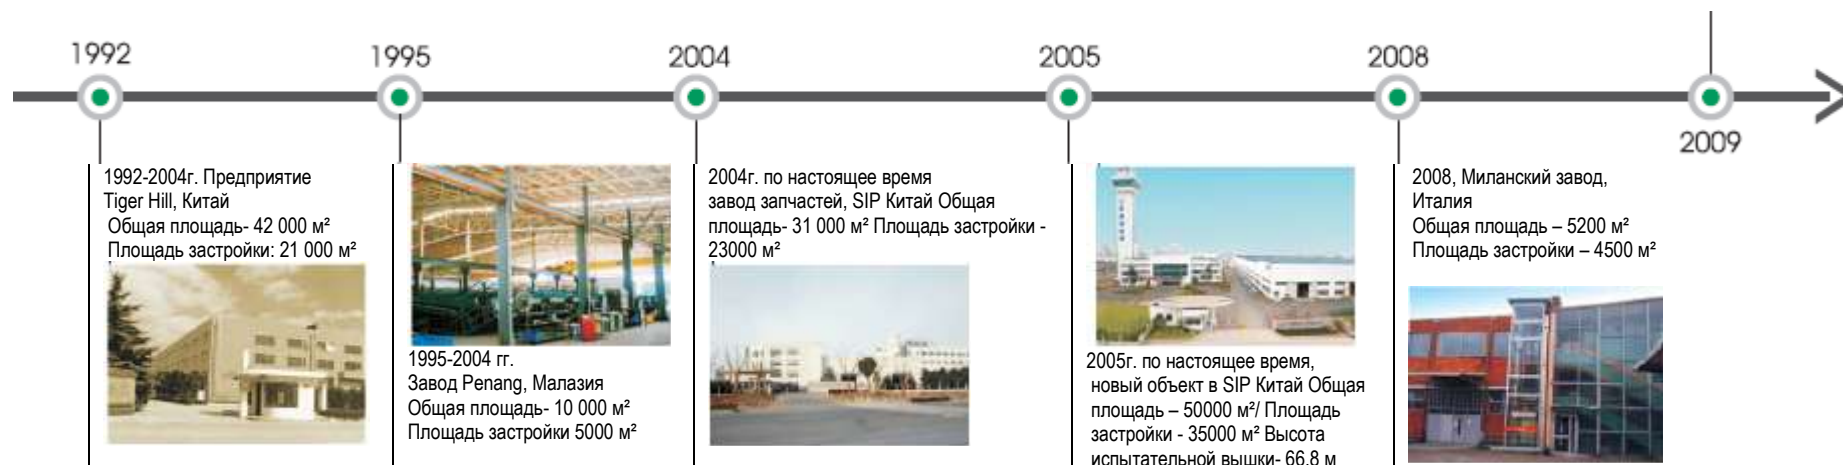 1992
1995
2004
2005
2008
2009
1992-2004г. Предприятие
Tiger Hill, Китай
Общая площадь- 42 000 м²
Площадь застройки: 21 000 м²
1995-2004 гг.
Завод Penang, Малазия
Общая площадь- 10 000 м²
Площадь застройки 5000 м²
2004г. по настоящее время
завод запчастей, SIP Китай Общая
площадь- 31 000 м² Площадь застройки -
23000 м²
2005г. по настоящее время,
новый объект в SIP Китай Общая
площадь – 50000 м²/ Площадь
застройки - 35000 м² Высота
испытательной вышки- 66,8 м
2008, Миланский завод,
Италия
Общая площадь – 5200 м²
Площадь застройки – 4500 м²